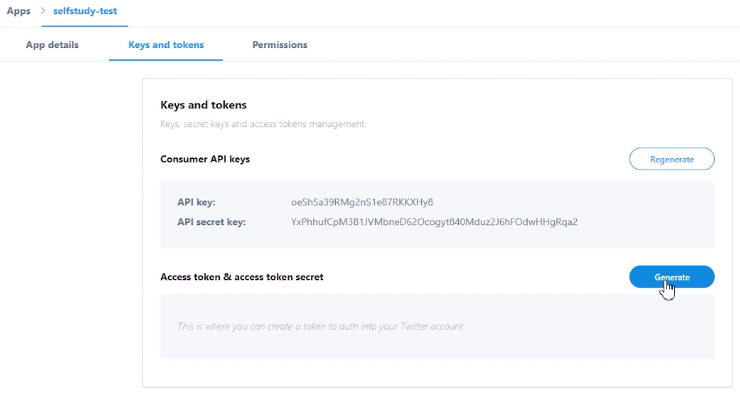 Apps > selfstudy-test
App details Keys and tokens Permissions
Keys and tokens
Keys, secret keys and access tokens management.
Consumer API keys Regenerate
API key: oeShSa39RMg2nS1e87RKKXHy8
API secret key: YxPhhufCpM3B1JVMbneD62Ocogyt840Mduz2J6hFOdwHHgRqa2
Access token & access token secret Generate
This is where you can create a token to auth into your Twitter account.